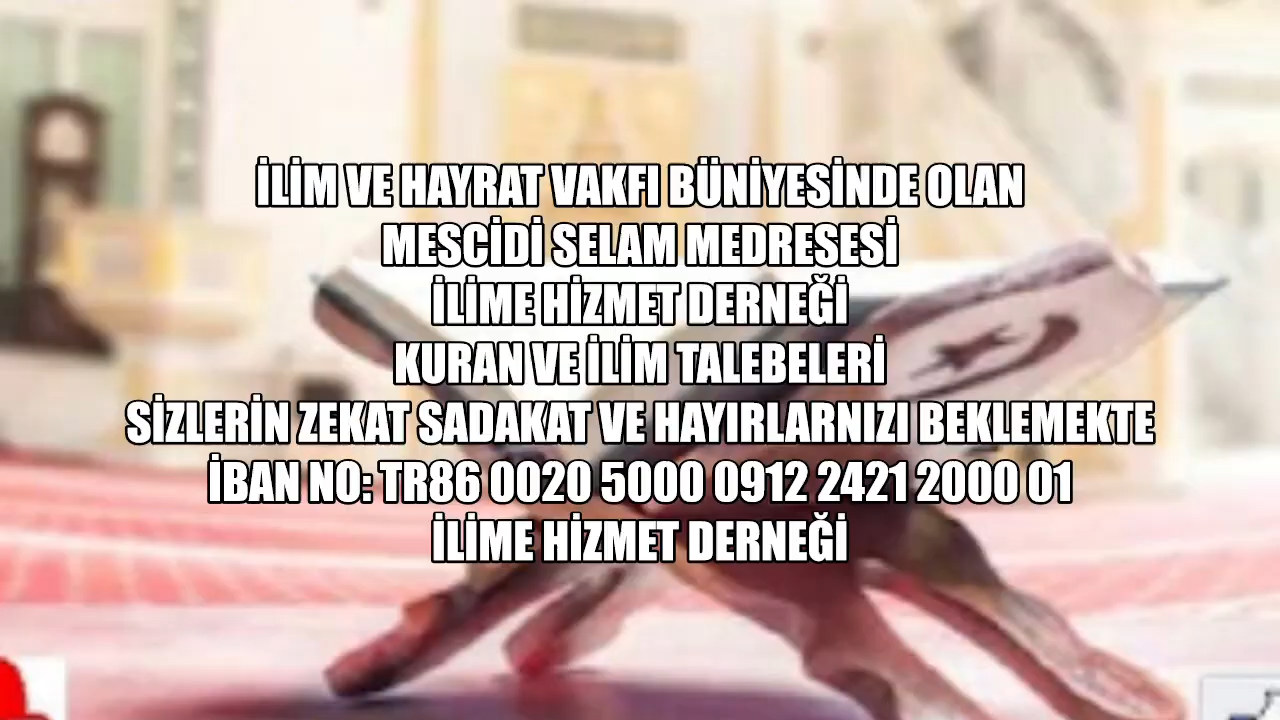 İLİM VE HAYRAT VAKFI BÜNİYESİNDE OLAN
MESCİDİ SELAM MEDRESESİ
İLİME HİZMET DERNEĞİ
KURAN VE İLİM TALEBELERİ
SİZLERİN ZEKAT SADAKAT VE HAYIRLARNIZI BEKLEMEKTE
İBAN NO: TR86 0020 5000 0912 2421 2000 01
İLİME HİZMET DERNEĞİ